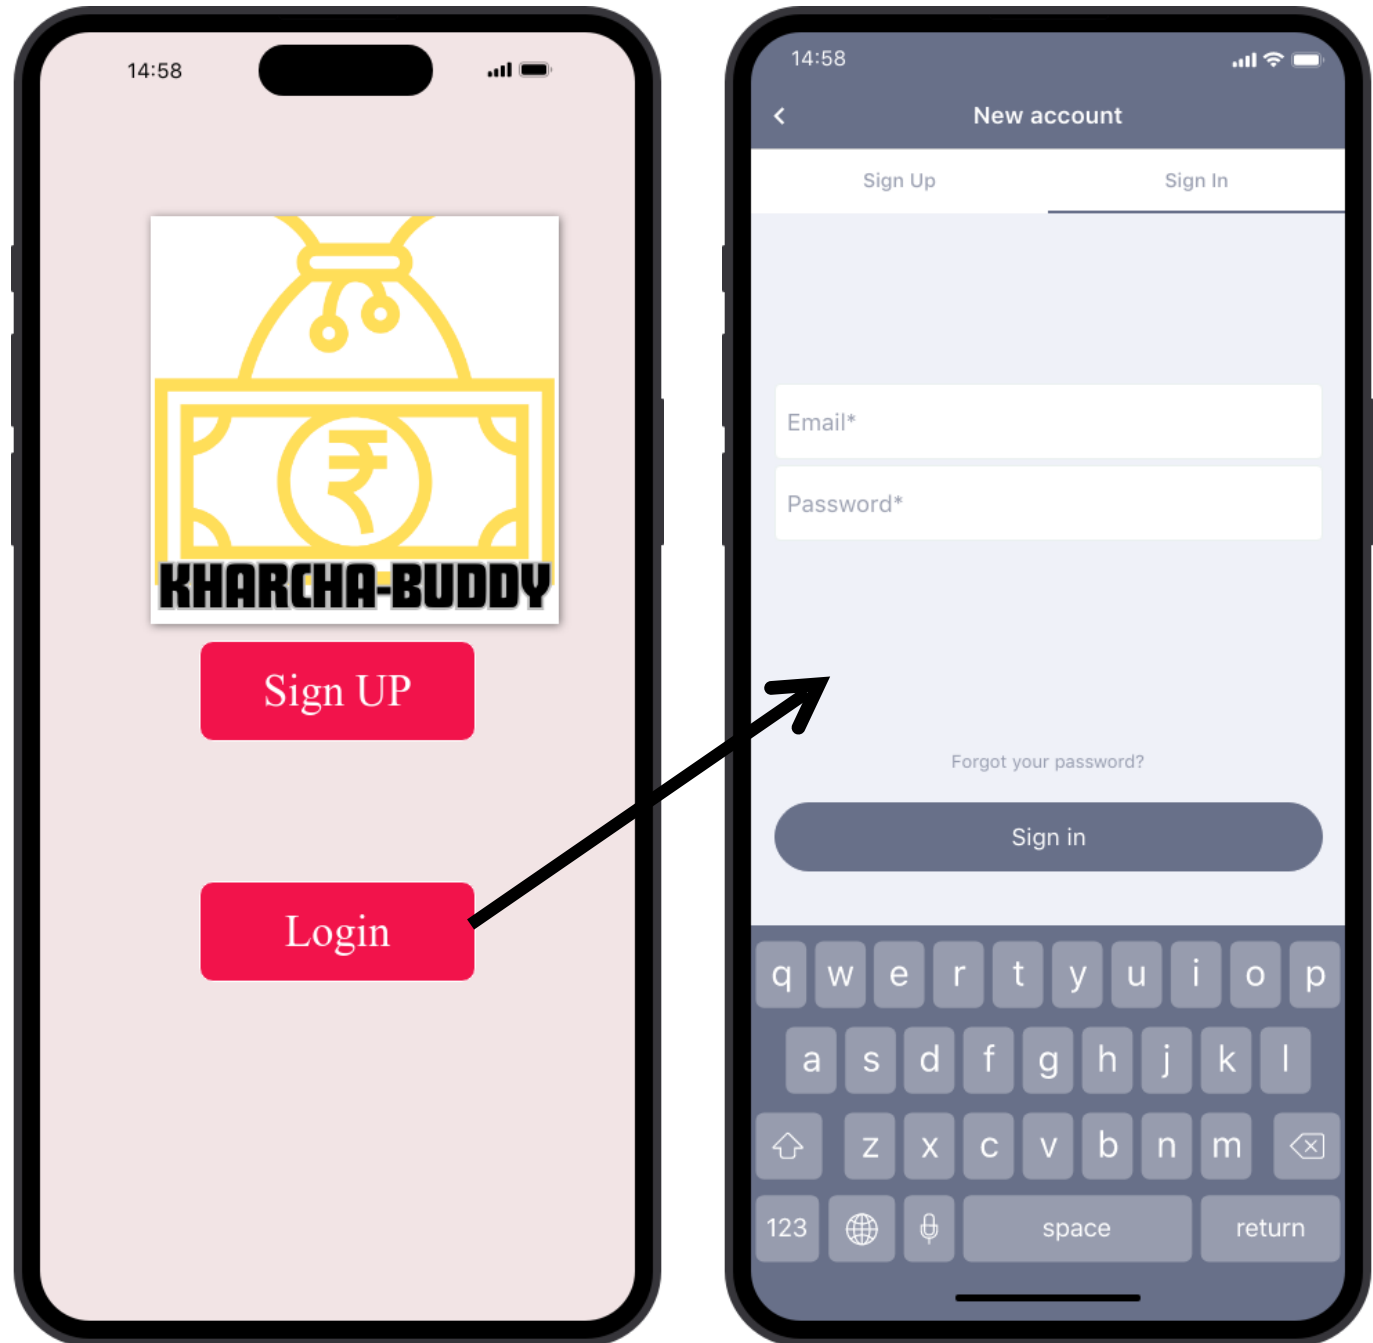 14:58
₹
KHARCHA-BUDDY
Sign UP
Login
14:58
New account
Sign Up Sign In
Email*
Password*
Forgot your password?
Sign in
q w e r t y u i o p
a s d f g h j k l
z x c v b n m
123 space return